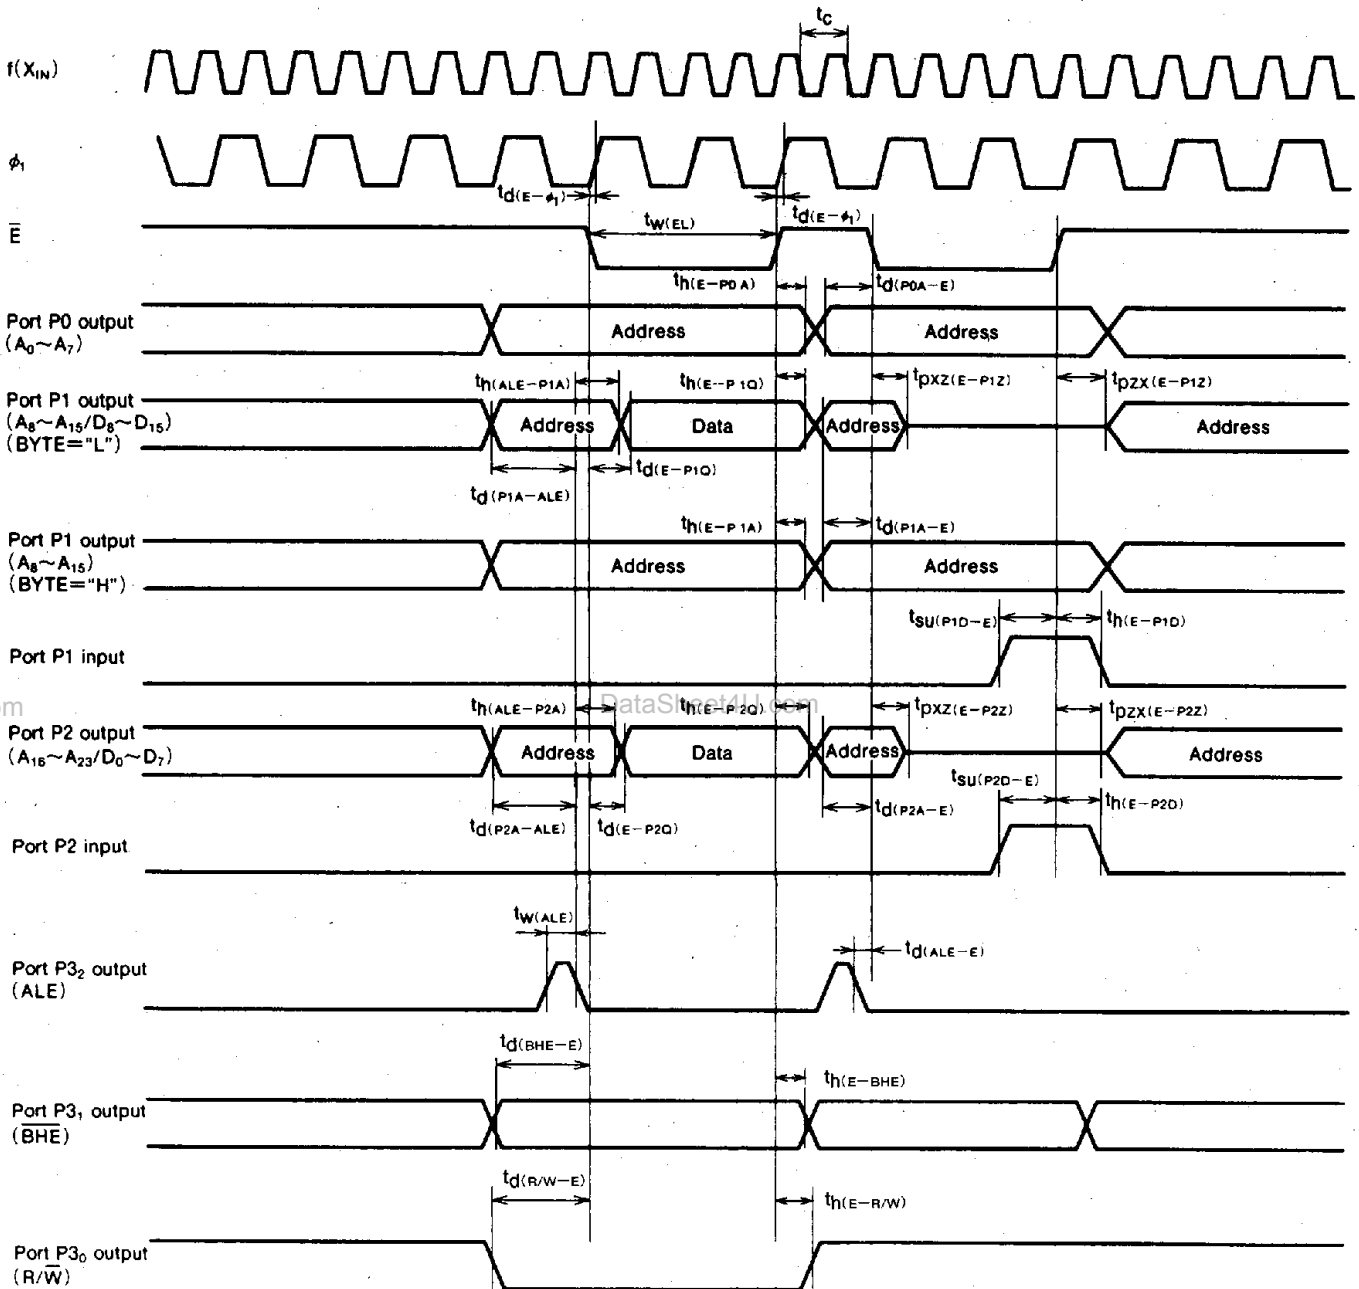 tC
f(XIN)
φ1
td(E−φ1)
E
tw(EL)
td(E−φ1)
th(E−P0A)
td(P0A−E)
Port P0 output
(A0~A7)
Address
Address
th(ALE−P1A)
th(E−P1Q)
tpxz(E−P1Z)
tpzx(E−P1Z)
Port P1 output
(A8~A15/D8~D15)
(BYTE="L")
Address
Data
Address
Address
td(P1A−ALE)
td(E−P1Q)
th(E−P1A)
td(P1A−E)
Port P1 output
(A8~A15)
(BYTE="H")
Address
Address
tsu(P1D−E)
th(E−P1D)
Port P1 input
om
DataSheet4U.com
th(ALE−P2A)
th(E−P2Q)
tpxz(E−P2Z)
tpzx(E−P2Z)
Port P2 output
(A16~A23/D0~D7)
Address
Data
Address
Address
tsu(P2D−E)
th(E−P2D)
td(P2A−ALE)
td(E−P2Q)
td(P2A−E)
Port P2 input
tw(ALE)
td(ALE−E)
Port P32 output
(ALE)
td(BHE−E)
th(E−BHE)
Port P31 output
(BHE)
td(R/W−E)
th(E−R/W)
Port P30 output
(R/W)